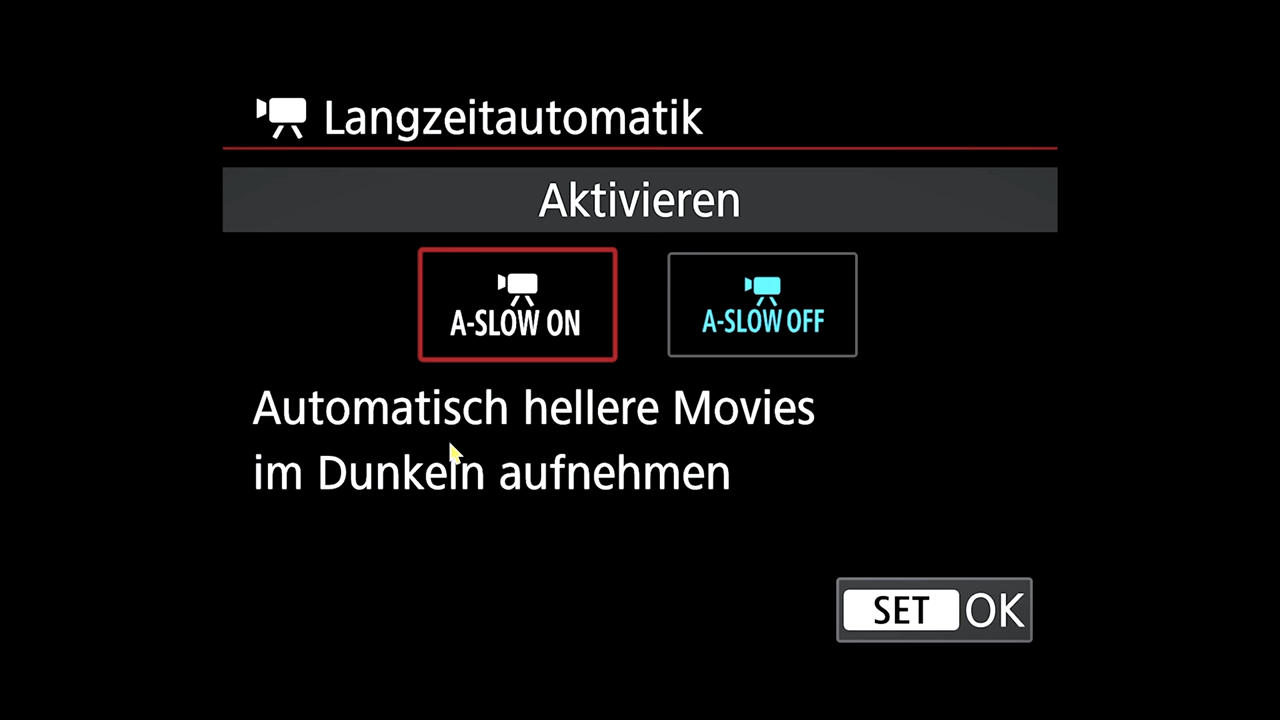 Langzeitautomatik
Aktivieren
A-SLOW ON
A-SLOW OFF
Automatisch hellere Movies
im Dunkeln aufnehmen
SET OK